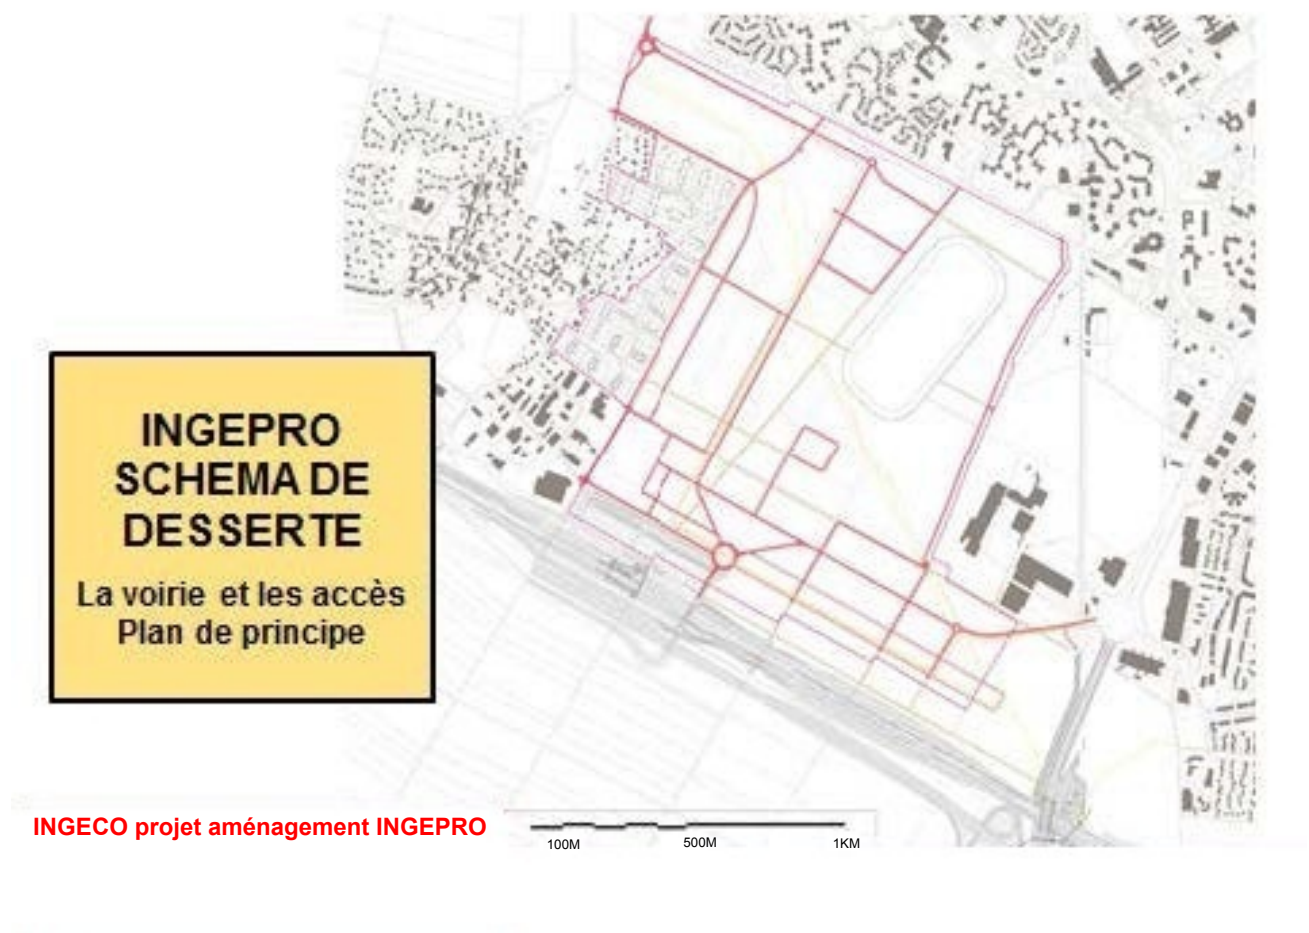 INGEPRO
SCHEMA DE
DESSERTE
La voirie et les accès
Plan de principe
INGECO projet aménagement INGEPRO
100M
500M
1KM